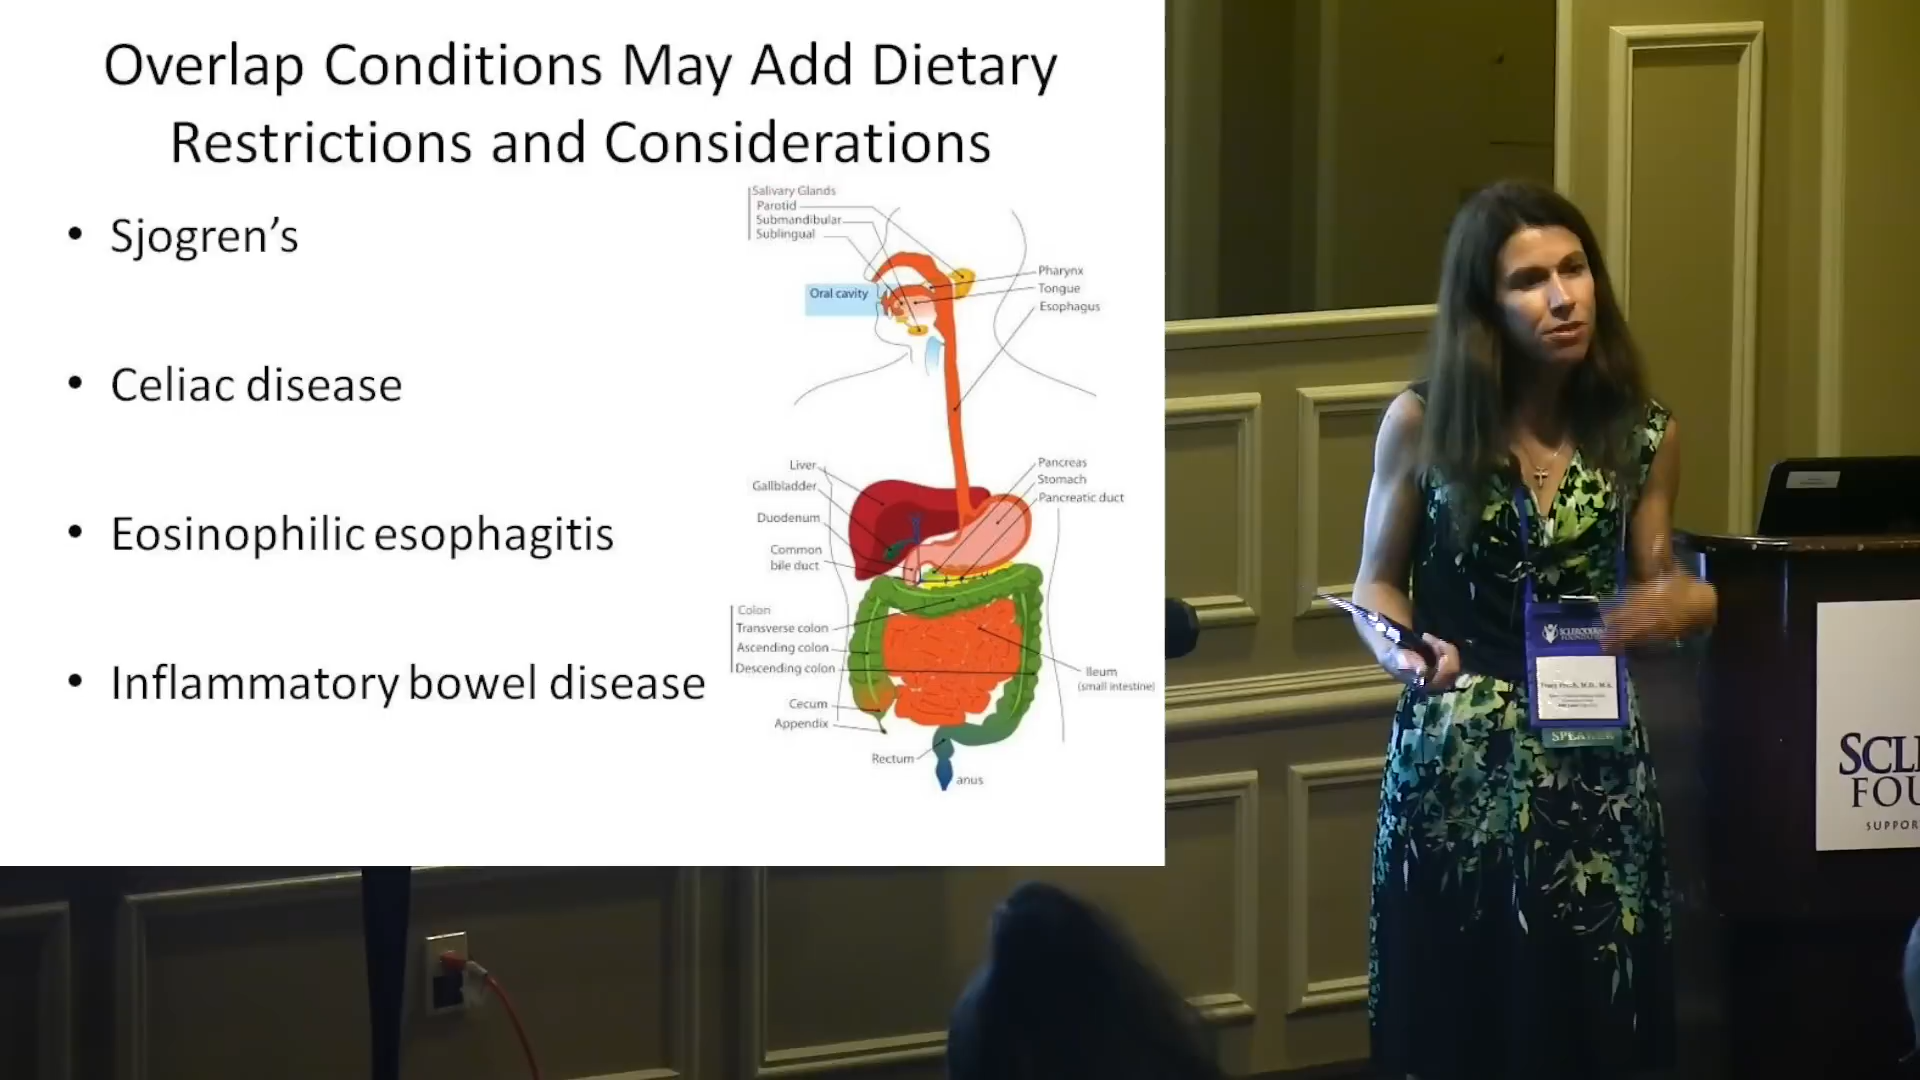 Overlap Conditions May Add Dietary
Restrictions and Considerations
• Sjogren’s
• Celiac disease
• Eosinophilic esophagitis
• Inflammatory bowel disease
Salivary Glands
Parotid
Submandibular
Sublingual
Oral cavity
Pharynx
Tongue
Esophagus
Liver
Gallbladder
Duodenum
Common
bile duct
Pancreas
Stomach
Pancreatic duct
Colon
Transverse colon
Ascending colon
Descending colon
Cecum
Appendix
Rectum
anus
Ileum
(small intestine)
M.D.,
SPEAKER
SCL
FOU
SUPPOR